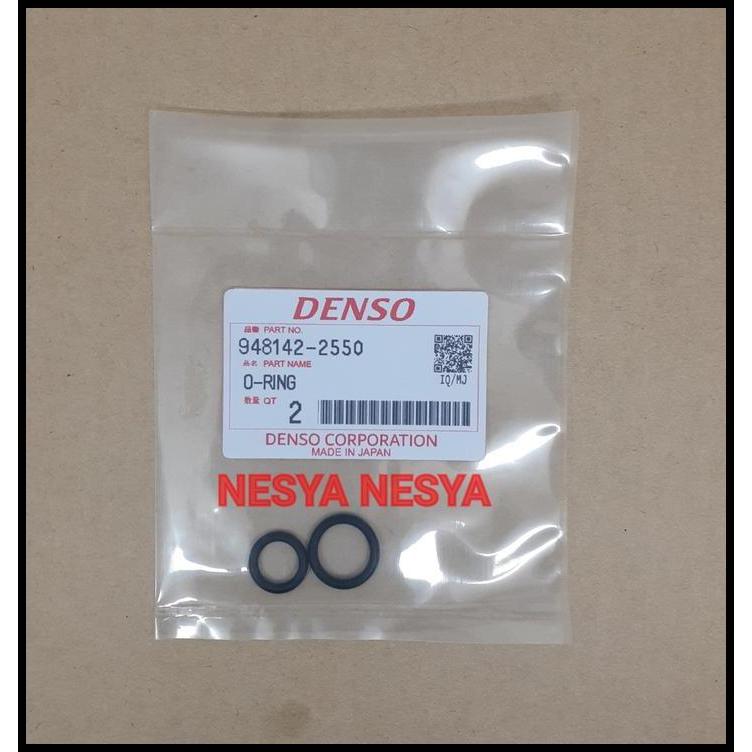 DENSO
品番 PART NO.
948142-2550
品名 PART NAME
O-RING
IQ/MJ
数量 QT
2
DENSO CORPORATION
MADE IN JAPAN
NESYA NESYA